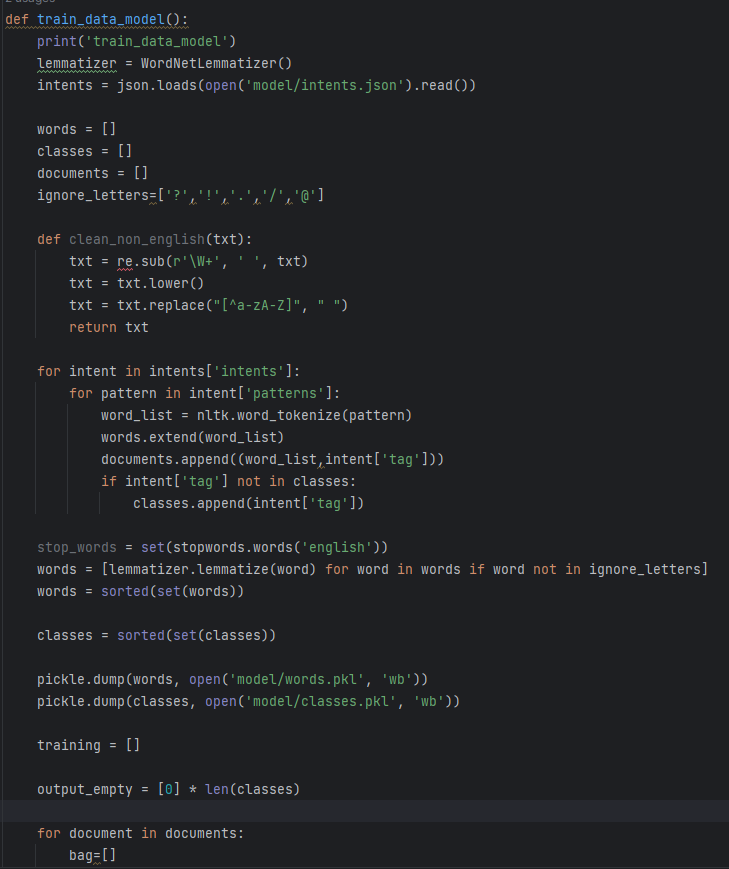 2 usages
def train_data_model():
    print('train_data_model')
    lemmatizer = WordNetLemmatizer()
    intents = json.loads(open('model/intents.json').read())

    words = []
    classes = []
    documents = []
    ignore_letters=['?','!','.','/','@']

    def clean_non_english(txt):
        txt = re.sub(r'\W+', ' ', txt)
        txt = txt.lower()
        txt = txt.replace("[^a-zA-Z]", " ")
        return txt

    for intent in intents['intents']:
        for pattern in intent['patterns']:
            word_list = nltk.word_tokenize(pattern)
            words.extend(word_list)
            documents.append((word_list,intent['tag']))
            if intent['tag'] not in classes:
                classes.append(intent['tag'])

    stop_words = set(stopwords.words('english'))
    words = [lemmatizer.lemmatize(word) for word in words if word not in ignore_letters]
    words = sorted(set(words))

    classes = sorted(set(classes))

    pickle.dump(words, open('model/words.pkl', 'wb'))
    pickle.dump(classes, open('model/classes.pkl', 'wb'))

    training = []

    output_empty = [0] * len(classes)

    for document in documents:
        bag=[]